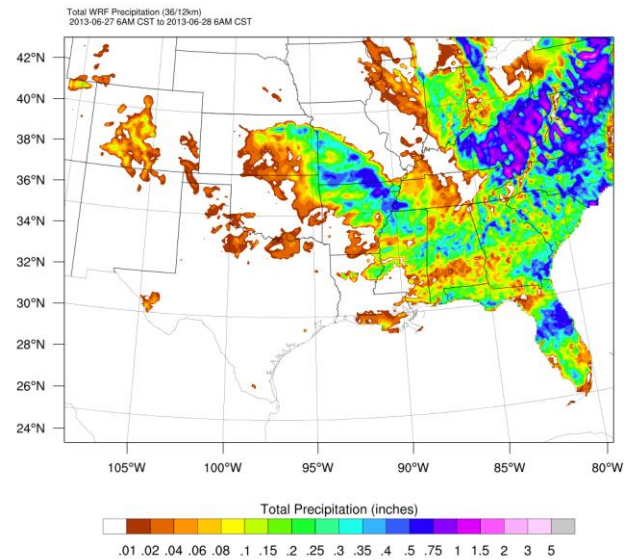 Total WRF Precipitation (36/12km)
2013-06-27 6AM CST to 2013-06-28 6AM CST
42°N
40°N
38°N
36°N
34°N
32°N
30°N
28°N
26°N
24°N
105°W 100°W 95°W 90°W 85°W 80°W
Total Precipitation (inches)
.01 .02 .04 .06 .08 .1 .15 .2 .25 .3 .35 .4 .5 .75 1 1.5 2 3 5